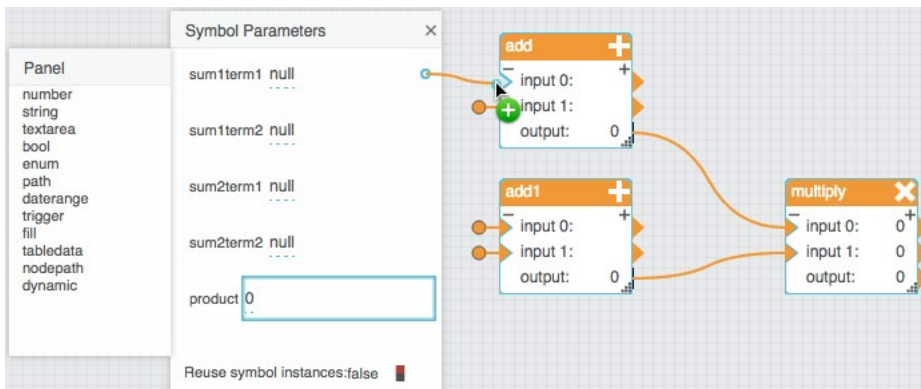 Symbol Parameters ×
Panel
number
string
textarea
bool
enum
path
daterange
trigger
fill
tabledata
nodepath
dynamic
sum1term1 null
sum1term2 null
sum2term1 null
sum2term2 null
product 0
Reuse symbol instances:false
add
input 0:
input 1:
output: 0
add1
input 0:
input 1:
output: 0
multiply
input 0: 0
input 1: 0
output: 0